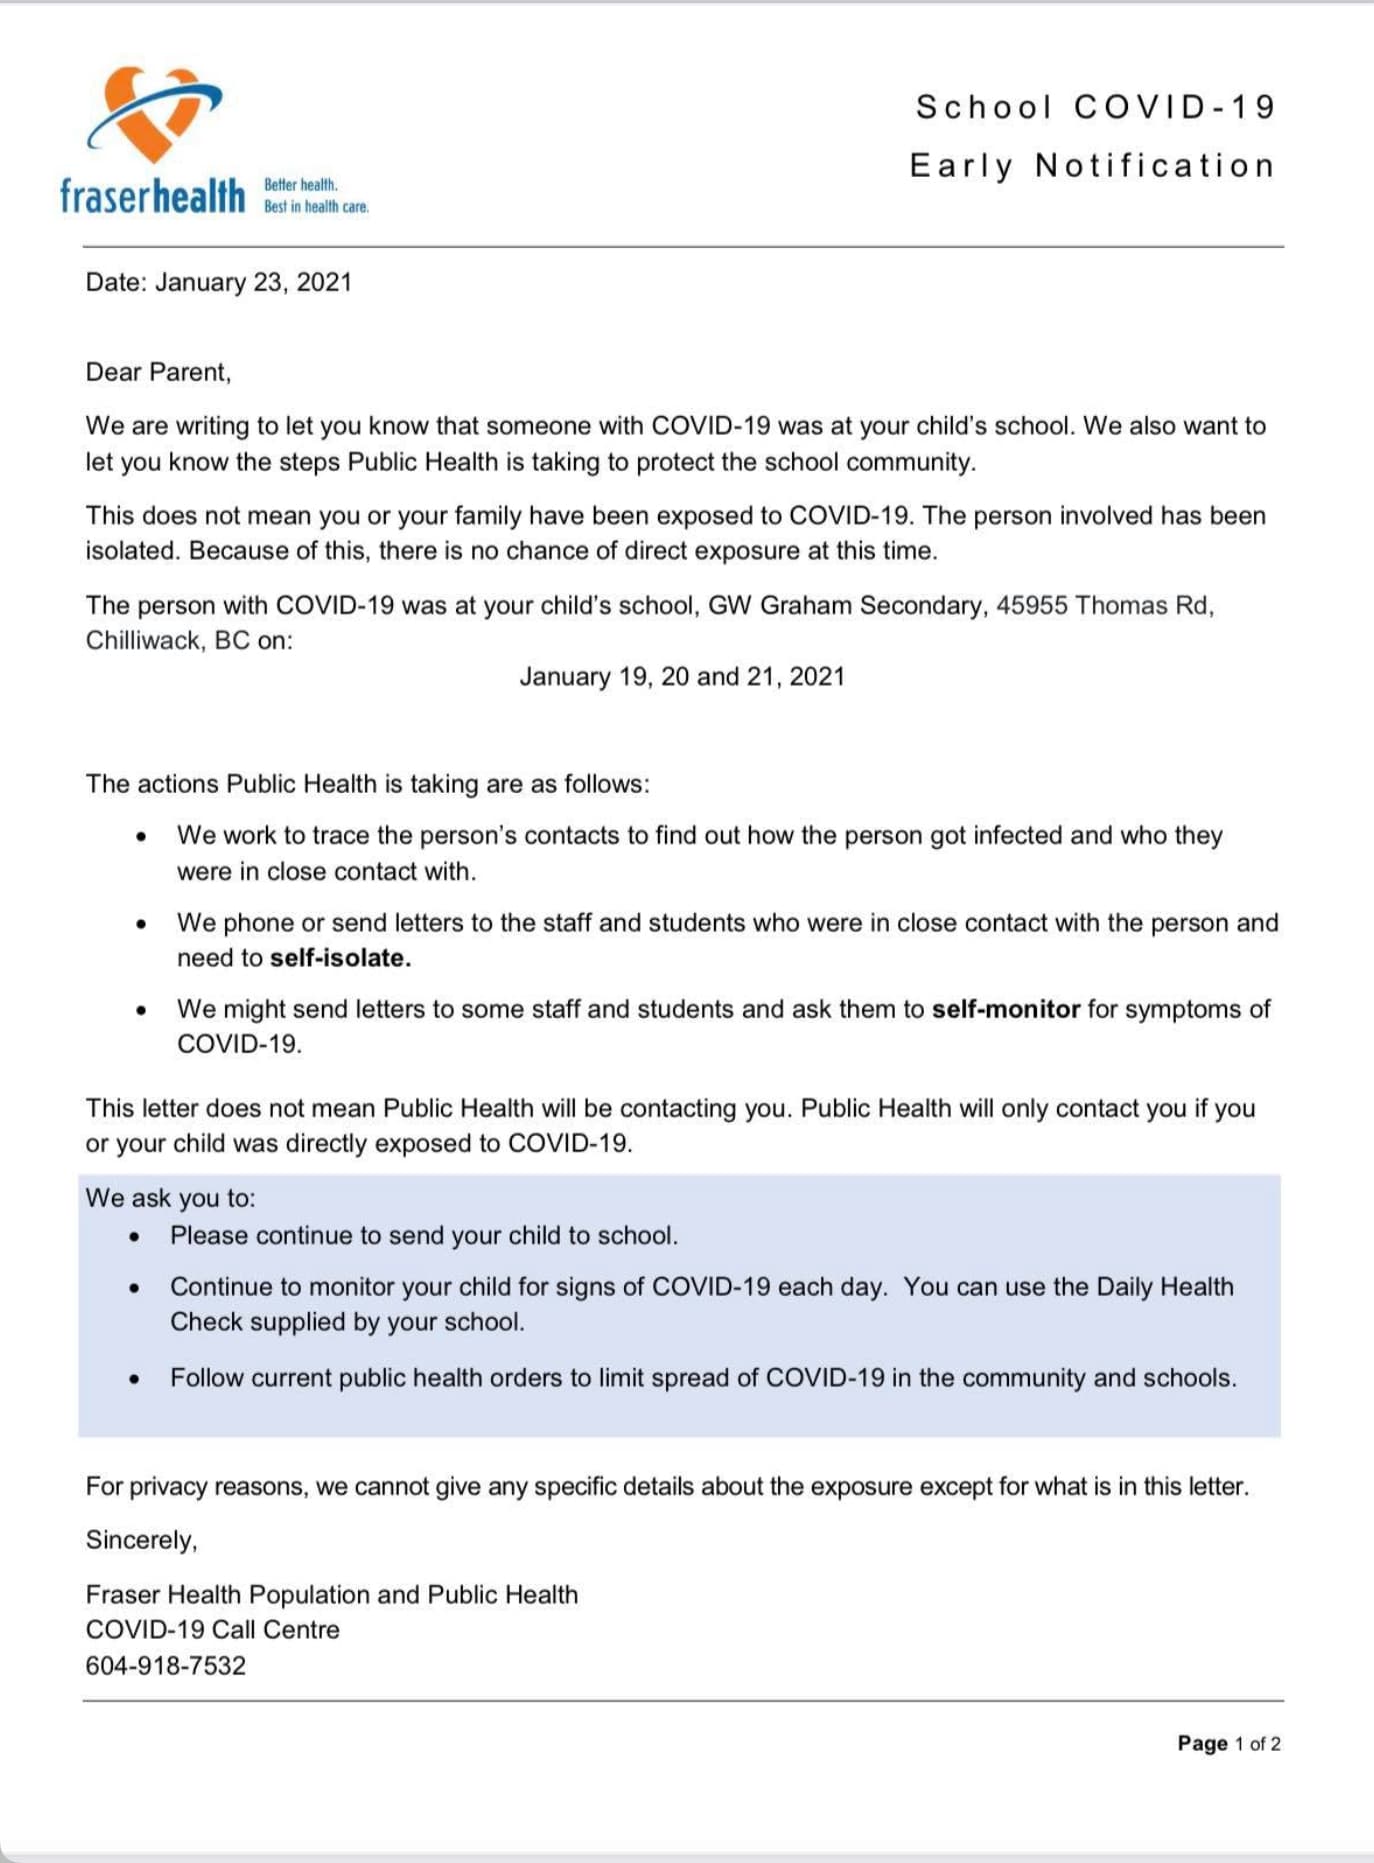 School COVID-19
Early Notification
fraserhealth
Better health.
Best in health care.
Date: January 23, 2021
Dear Parent,
We are writing to let you know that someone with COVID-19 was at your child's school. We also want to
let you know the steps Public Health is taking to protect the school community.
This does not mean you or your family have been exposed to COVID-19. The person involved has been
isolated. Because of this, there is no chance of direct exposure at this time.
The person with COVID-19 was at your child's school, GW Graham Secondary, 45955 Thomas Rd,
Chilliwack, BC on:
January 19, 20 and 21, 2021
The actions Public Health is taking are as follows:
• We work to trace the person's contacts to find out how the person got infected and who they
were in close contact with.
• We phone or send letters to the staff and students who were in close contact with the person and
need to self-isolate.
• We might send letters to some staff and students and ask them to self-monitor for symptoms of
COVID-19.
This letter does not mean Public Health will be contacting you. Public Health will only contact you if you
or your child was directly exposed to COVID-19.
We ask you to:
• Please continue to send your child to school.
• Continue to monitor your child for signs of COVID-19 each day.  You can use the Daily Health
Check supplied by your school.
• Follow current public health orders to limit spread of COVID-19 in the community and schools.
For privacy reasons, we cannot give any specific details about the exposure except for what is in this letter.
Sincerely,
Fraser Health Population and Public Health
COVID-19 Call Centre
604-918-7532
Page 1 of 2